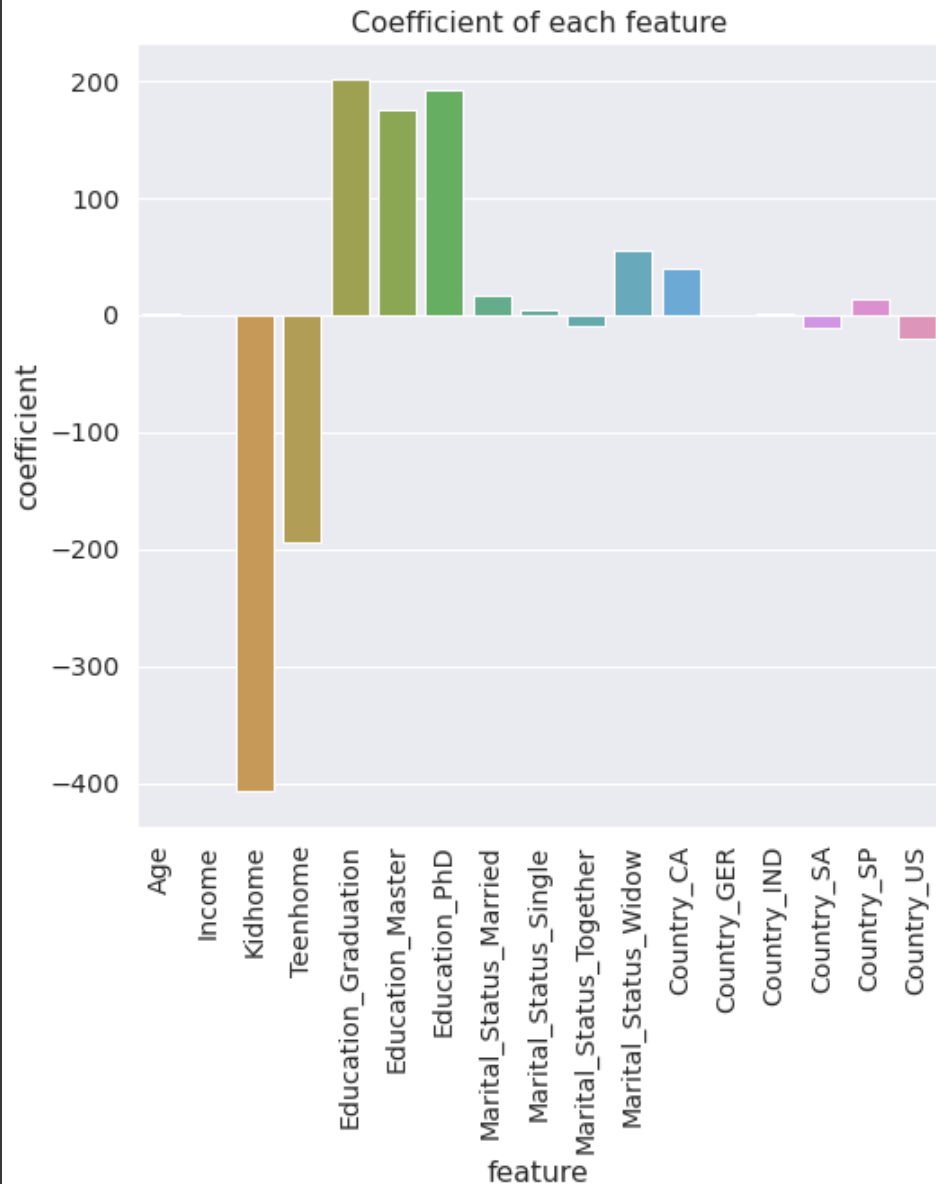 Coefficient of each feature
200
100
0
−100
−200
−300
−400
coefficient
Age
Income
Kidhome
Teenhome
Education_Graduation
Education_Master
Education_PhD
Marital_Status_Married
Marital_Status_Single
Marital_Status_Together
Marital_Status_Widow
Country_CA
Country_GER
Country_IND
Country_SA
Country_SP
Country_US
feature